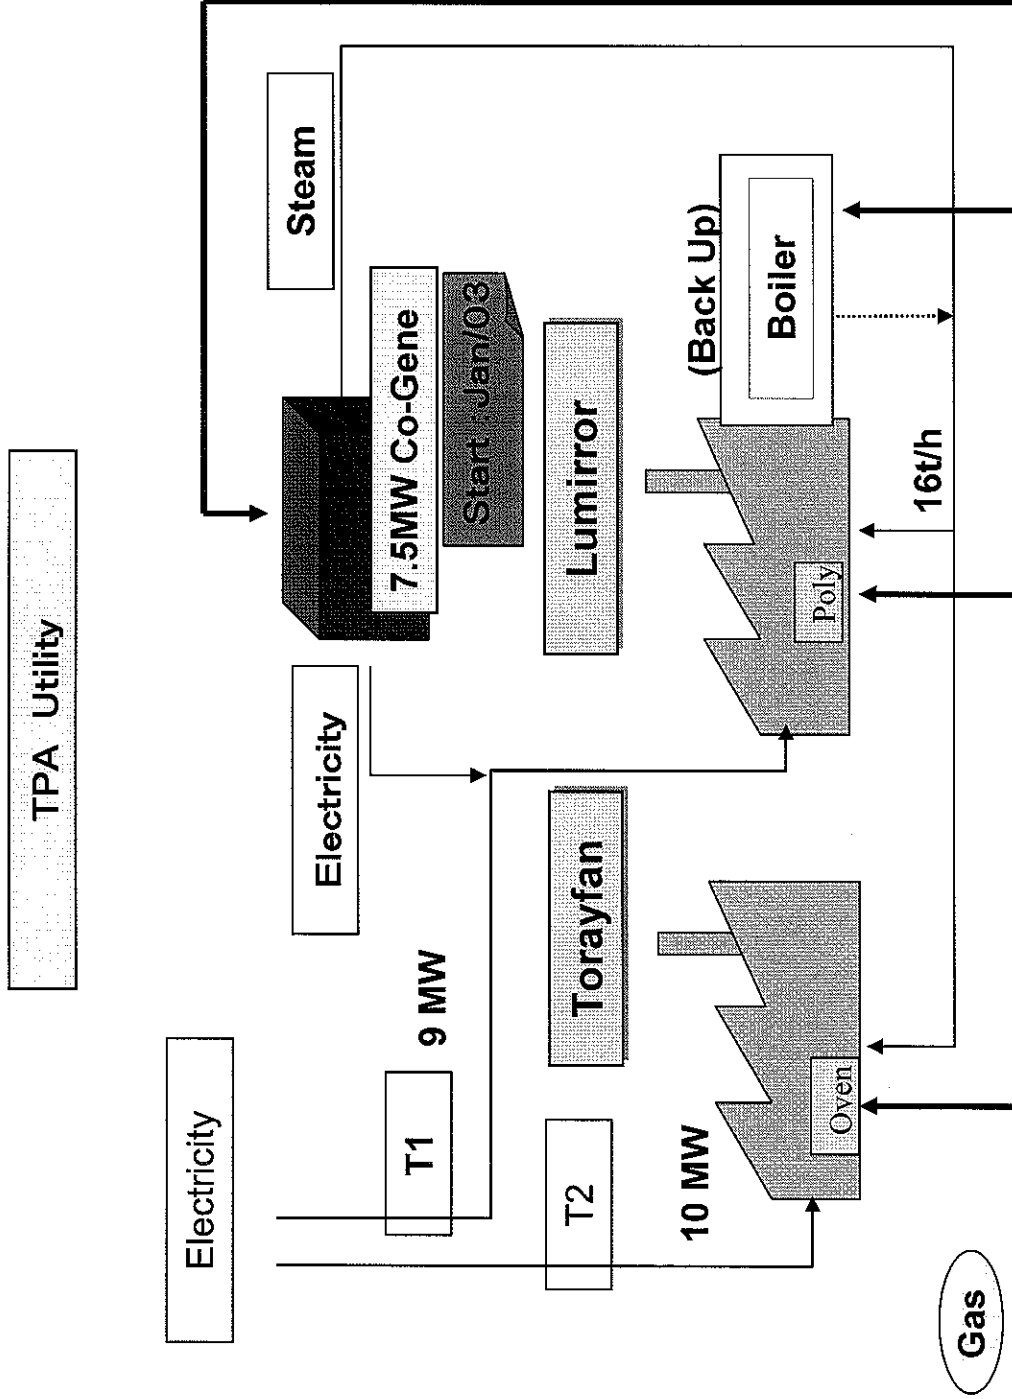 TPA Utility
Electricity
Steam
Electricity
7.5MW Co-Gene
Start : Jan/03
T1
9 MW
T2
Torayfan
Lumirror
(Back Up)
Boiler
10 MW
Oven
Poly
16t/h
Gas